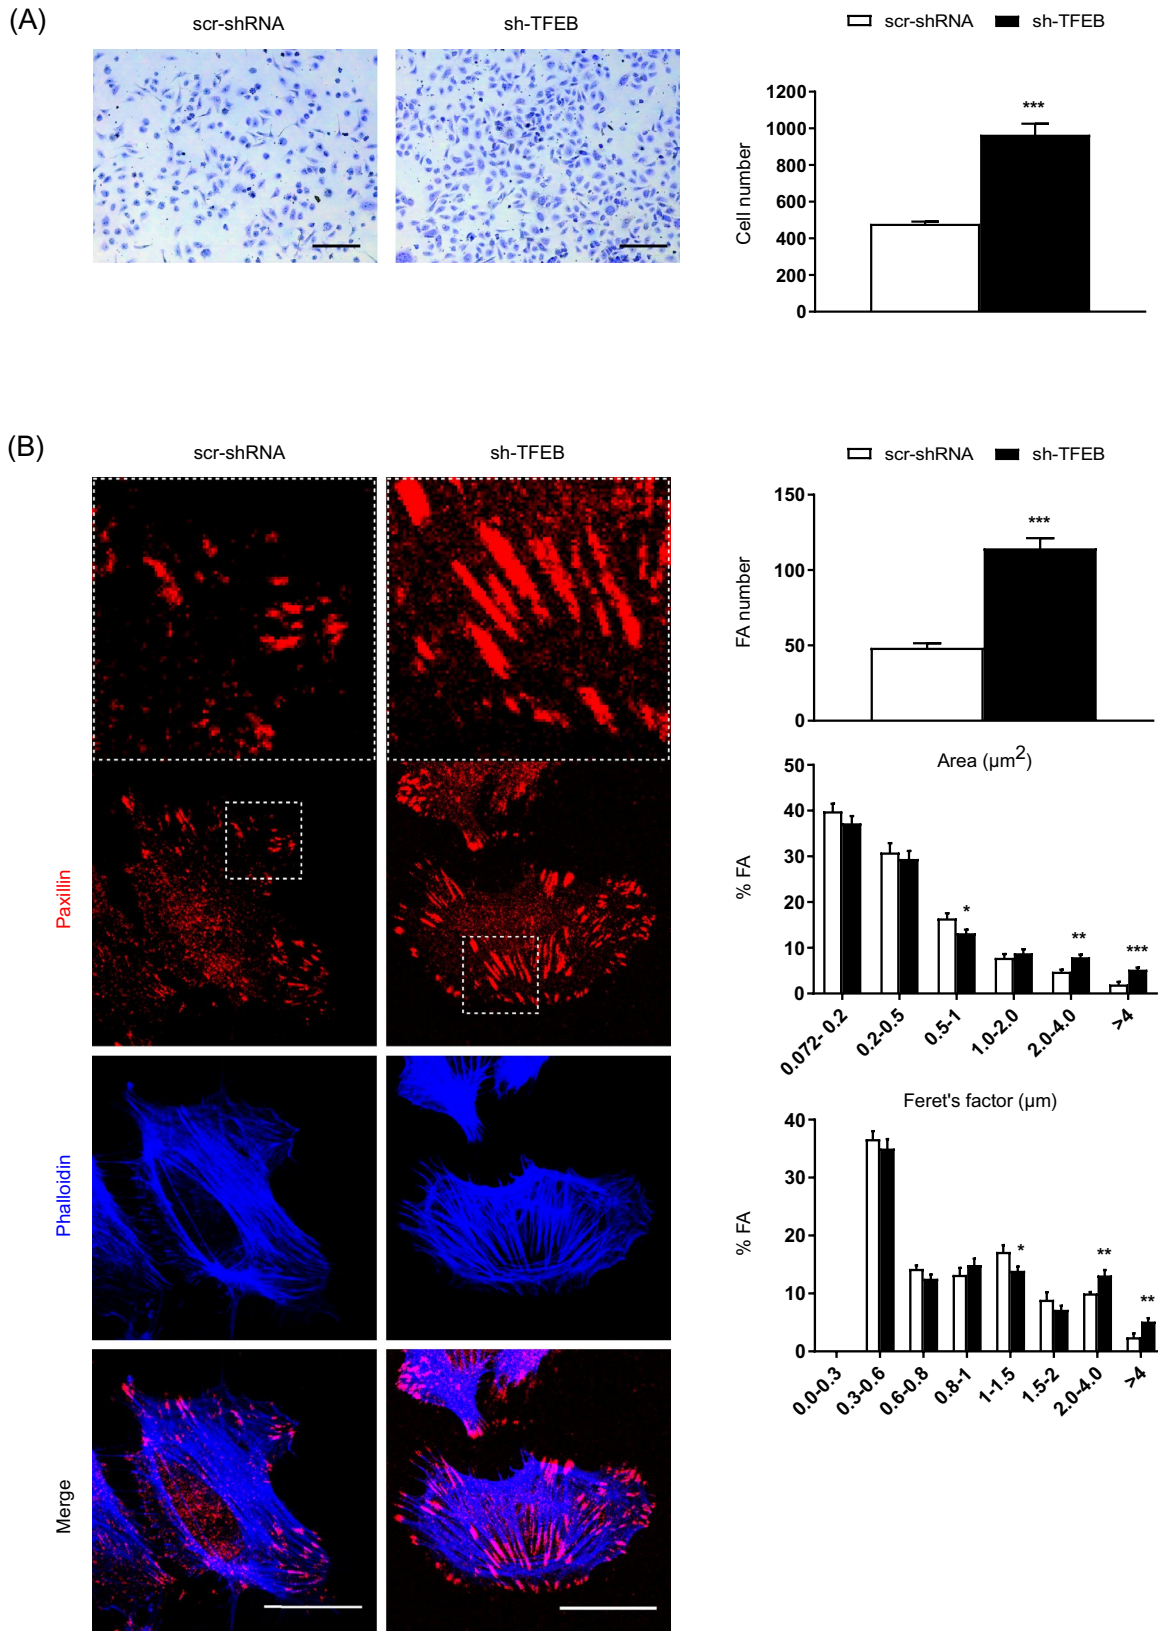 (A)
scr-shRNA
sh-TFEB
scr-shRNA sh-TFEB
1200
1000
800
600
400
200
0
Cell number
***
(B)
scr-shRNA
sh-TFEB
Paxillin
Phalloidin
Merge
scr-shRNA sh-TFEB
150
100
50
0
FA number
***
Area (µm2)
50
40
30
20
10
0
% FA
* ** ***
0.072-0.2 0.2-0.5 0.5-1 1.0-2.0 2.0-4.0 >4
Feret's factor (µm)
40
30
20
10
0
% FA
* ** **
0.0-0.3 0.3-0.6 0.6-0.8 0.8-1 1-1.5 1.5-2 2.0-4.0 >4